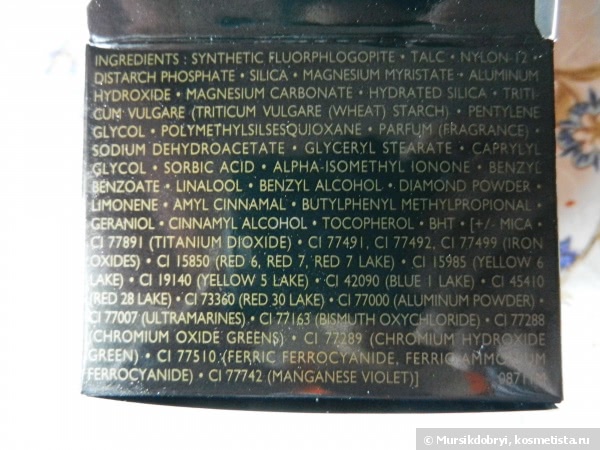 INGREDIENTS : SYNTHETIC FLUORPHLOGOPITE • TALC • NYLON-12 •
DISTARCH PHOSPHATE • SILICA • MAGNESIUM MYRISTATE • ALUMINUM
HYDROXIDE • MAGNESIUM CARBONATE • HYDRATED SILICA • TRITI-
CUM VULGARE (TRITICUM VULGARE (WHEAT) STARCH) • PENTYLENE
GLYCOL • POLYMETHYLSILSESQUIOXANE • PARFUM (FRAGRANCE) •
SODIUM DEHYDROACETATE • GLYCERYL STEARATE • CAPRYLYL
GLYCOL • SORBIC ACID • ALPHA-ISOMETHYL IONONE • BENZYL
BENZOATE • LINALOOL • BENZYL ALCOHOL • DIAMOND POWDER •
LIMONENE • AMYL CINNAMAL • BUTYLPHENYL METHYLPROPIONAL •
GERANIOL • CINNAMYL ALCOHOL • TOCOPHEROL • BHT • [+/- MICA •
CI 77891 (TITANIUM DIOXIDE) • CI 77491, CI 77492, CI 77499 (IRON
OXIDES) • CI 15850 (RED 6, RED 7, RED 7 LAKE) • CI 15985 (YELLOW 6
LAKE) • CI 19140 (YELLOW 5 LAKE) • CI 42090 (BLUE 1 LAKE) • CI 45410
(RED 28 LAKE) • CI 73360 (RED 30 LAKE) • CI 77000 (ALUMINUM POWDER) •
CI 77007 (ULTRAMARINES) • CI 77163 (BISMUTH OXYCHLORIDE) • CI 77288
(CHROMIUM OXIDE GREENS) • CI 77289 (CHROMIUM HYDROXIDE
GREEN) • CI 77510 (FERRIC FERROCYANIDE, FERRIC AMMONIUM
FERROCYANIDE) • CI 77742 (MANGANESE VIOLET)]
© Mursikdobryi, kosmetista.ru